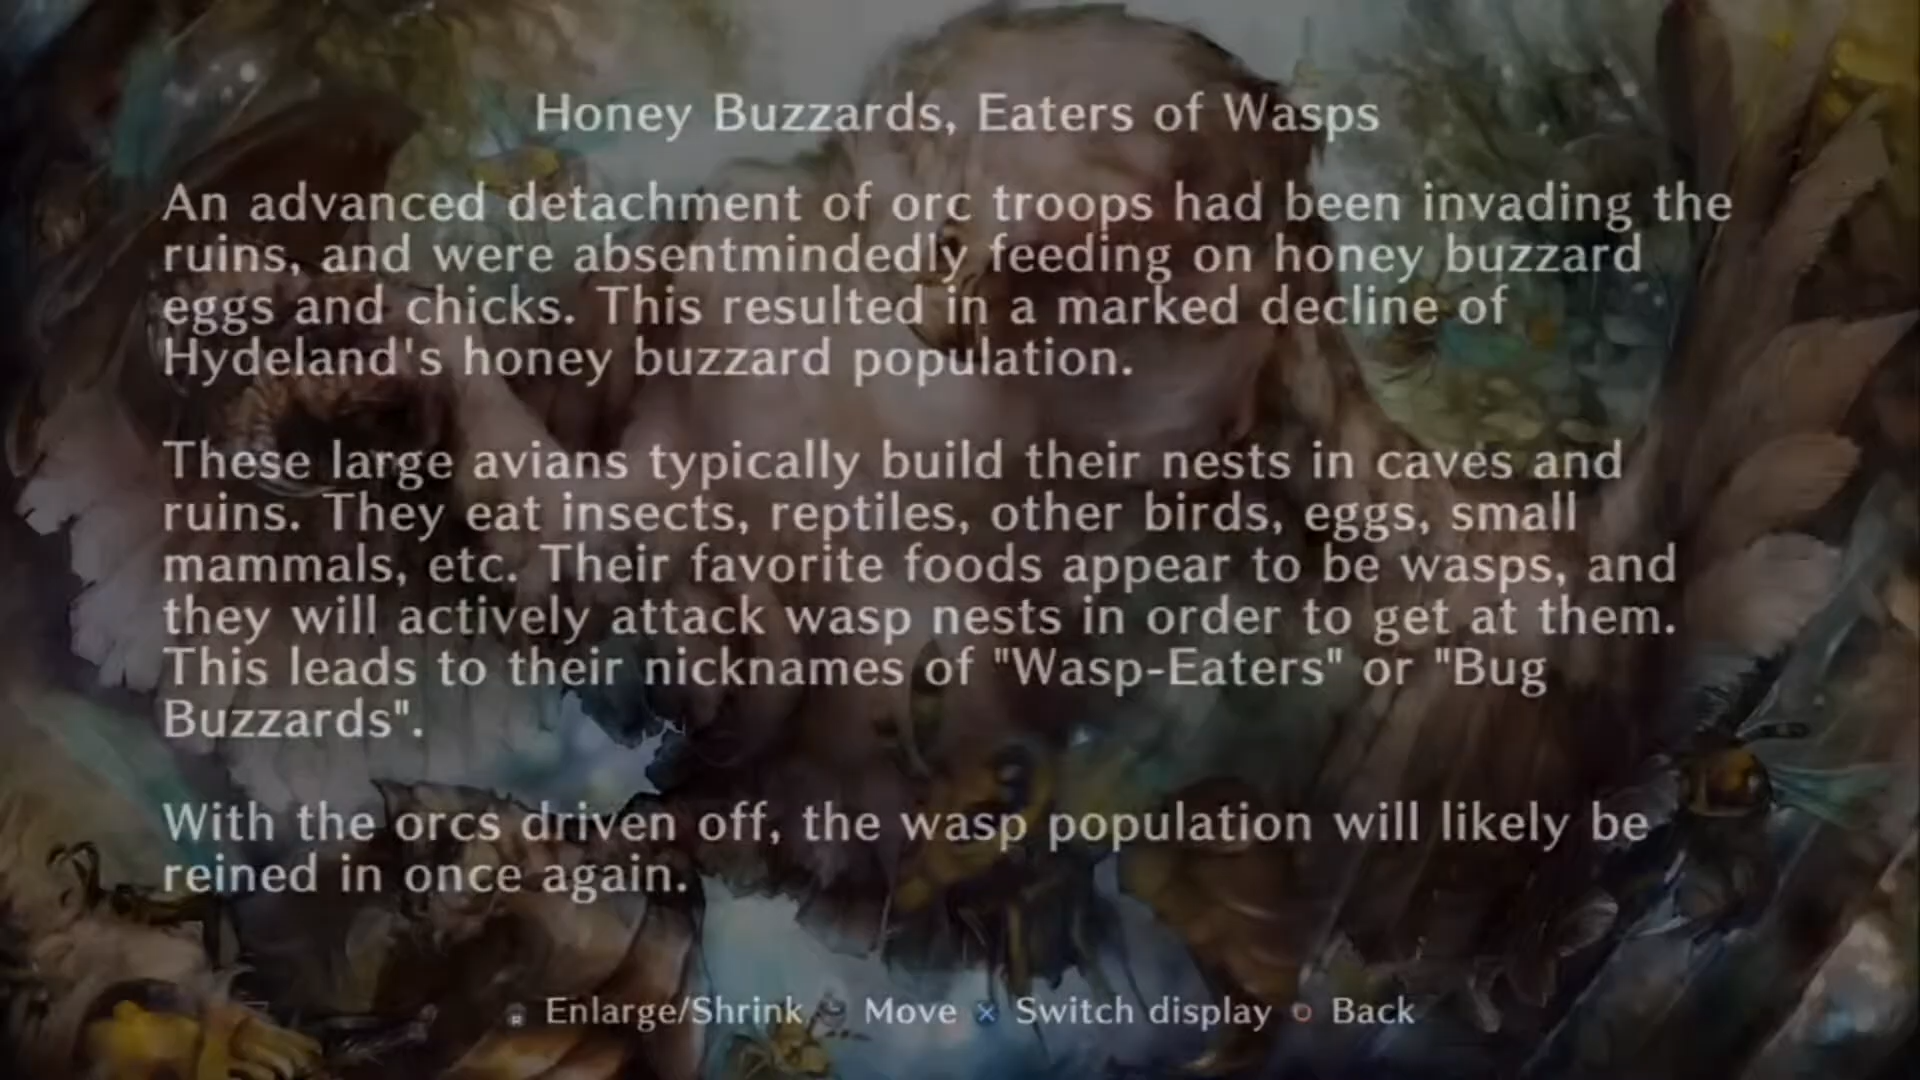 Honey Buzzards, Eaters of Wasps
An advanced detachment of orc troops had been invading the
ruins, and were absentmindedly feeding on honey buzzard
eggs and chicks. This resulted in a marked decline of
Hydeland's honey buzzard population.
These large avians typically build their nests in caves and
ruins. They eat insects, reptiles, other birds, eggs, small
mammals, etc. Their favorite foods appear to be wasps, and
they will actively attack wasp nests in order to get at them.
This leads to their nicknames of "Wasp-Eaters" or "Bug
Buzzards".
With the orcs driven off, the wasp population will likely be
reined in once again.
R Enlarge/Shrink Move Switch display Back